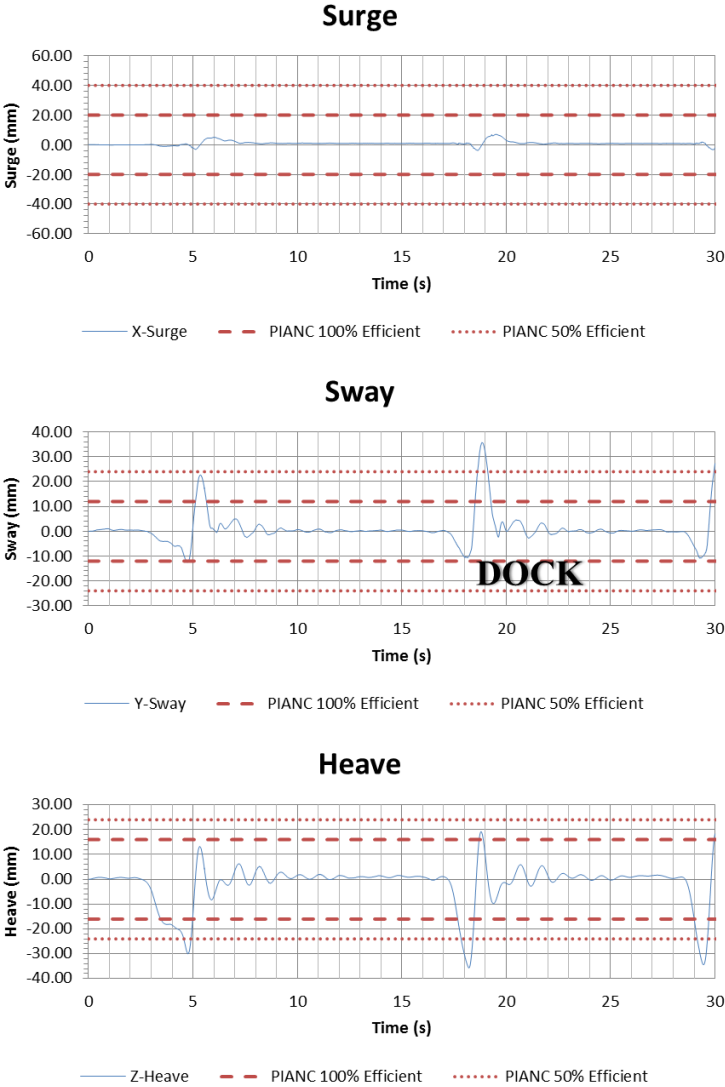 Surge
60.00
40.00
20.00
0.00
-20.00
-40.00
-60.00
Surge (mm)
0 5 10 15 20 25 30
Time (s)
X-Surge PIANC 100% Efficient PIANC 50% Efficient
Sway
40.00
30.00
20.00
10.00
0.00
-10.00
-20.00
-30.00
Sway (mm)
DOCK
0 5 10 15 20 25 30
Time (s)
Y-Sway PIANC 100% Efficient PIANC 50% Efficient
Heave
30.00
20.00
10.00
0.00
-10.00
-20.00
-30.00
-40.00
Heave (mm)
0 5 10 15 20 25 30
Time (s)
Z-Heave PIANC 100% Efficient PIANC 50% Efficient